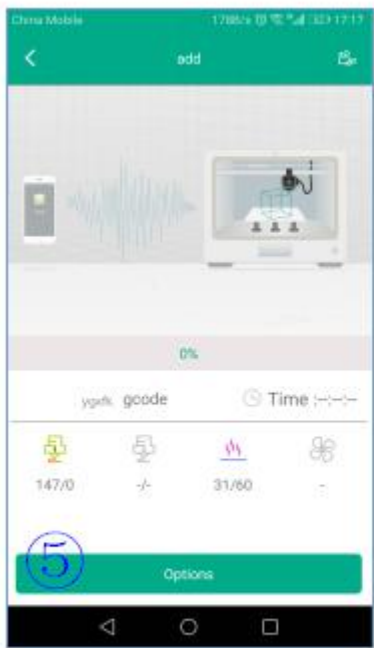 China Mobile 17:17
add
0%
gcode Time :--:--:--
147/0 -/- 31/60 -
⑤
Options